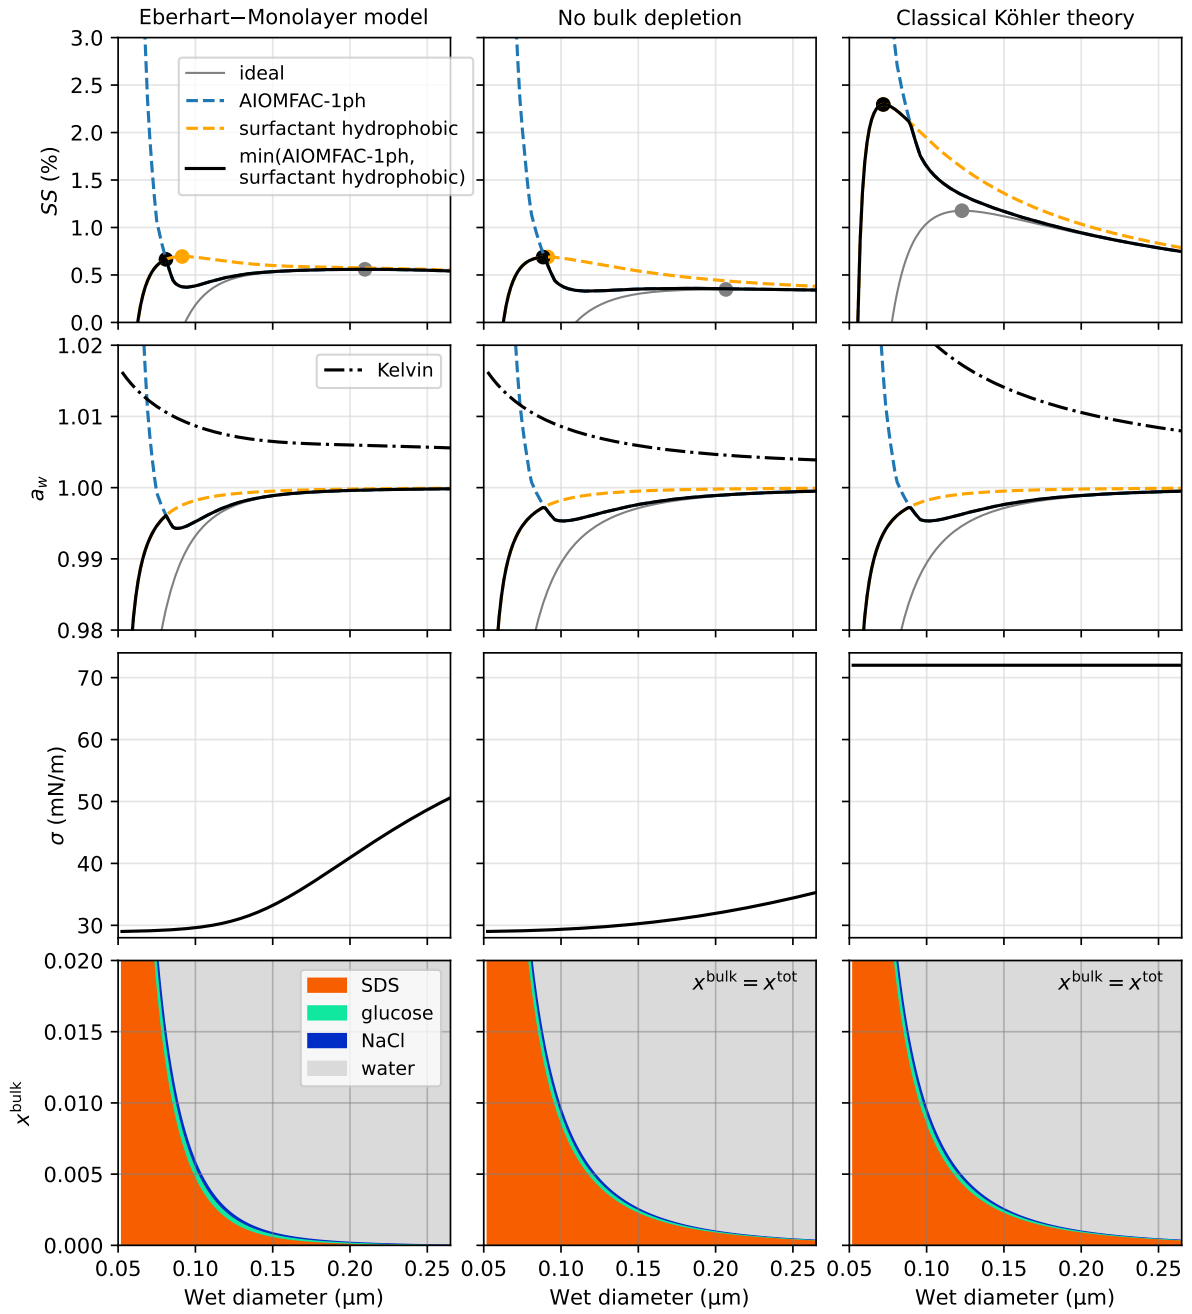 Eberhart−Monolayer model
No bulk depletion
Classical Köhler theory
SS (%)
3.0
2.5
2.0
1.5
1.0
0.5
0.0
ideal
AIOMFAC-1ph
surfactant hydrophobic
min(AIOMFAC-1ph,
surfactant hydrophobic)
a_w
1.02
1.01
1.00
0.99
0.98
Kelvin
σ (mN/m)
70
60
50
40
30
x^bulk
0.020
0.015
0.010
0.005
0.000
SDS
glucose
NaCl
water
x^bulk = x^tot
x^bulk = x^tot
0.05 0.10 0.15 0.20 0.25
0.05 0.10 0.15 0.20 0.25
0.05 0.10 0.15 0.20 0.25
Wet diameter (µm)
Wet diameter (µm)
Wet diameter (µm)